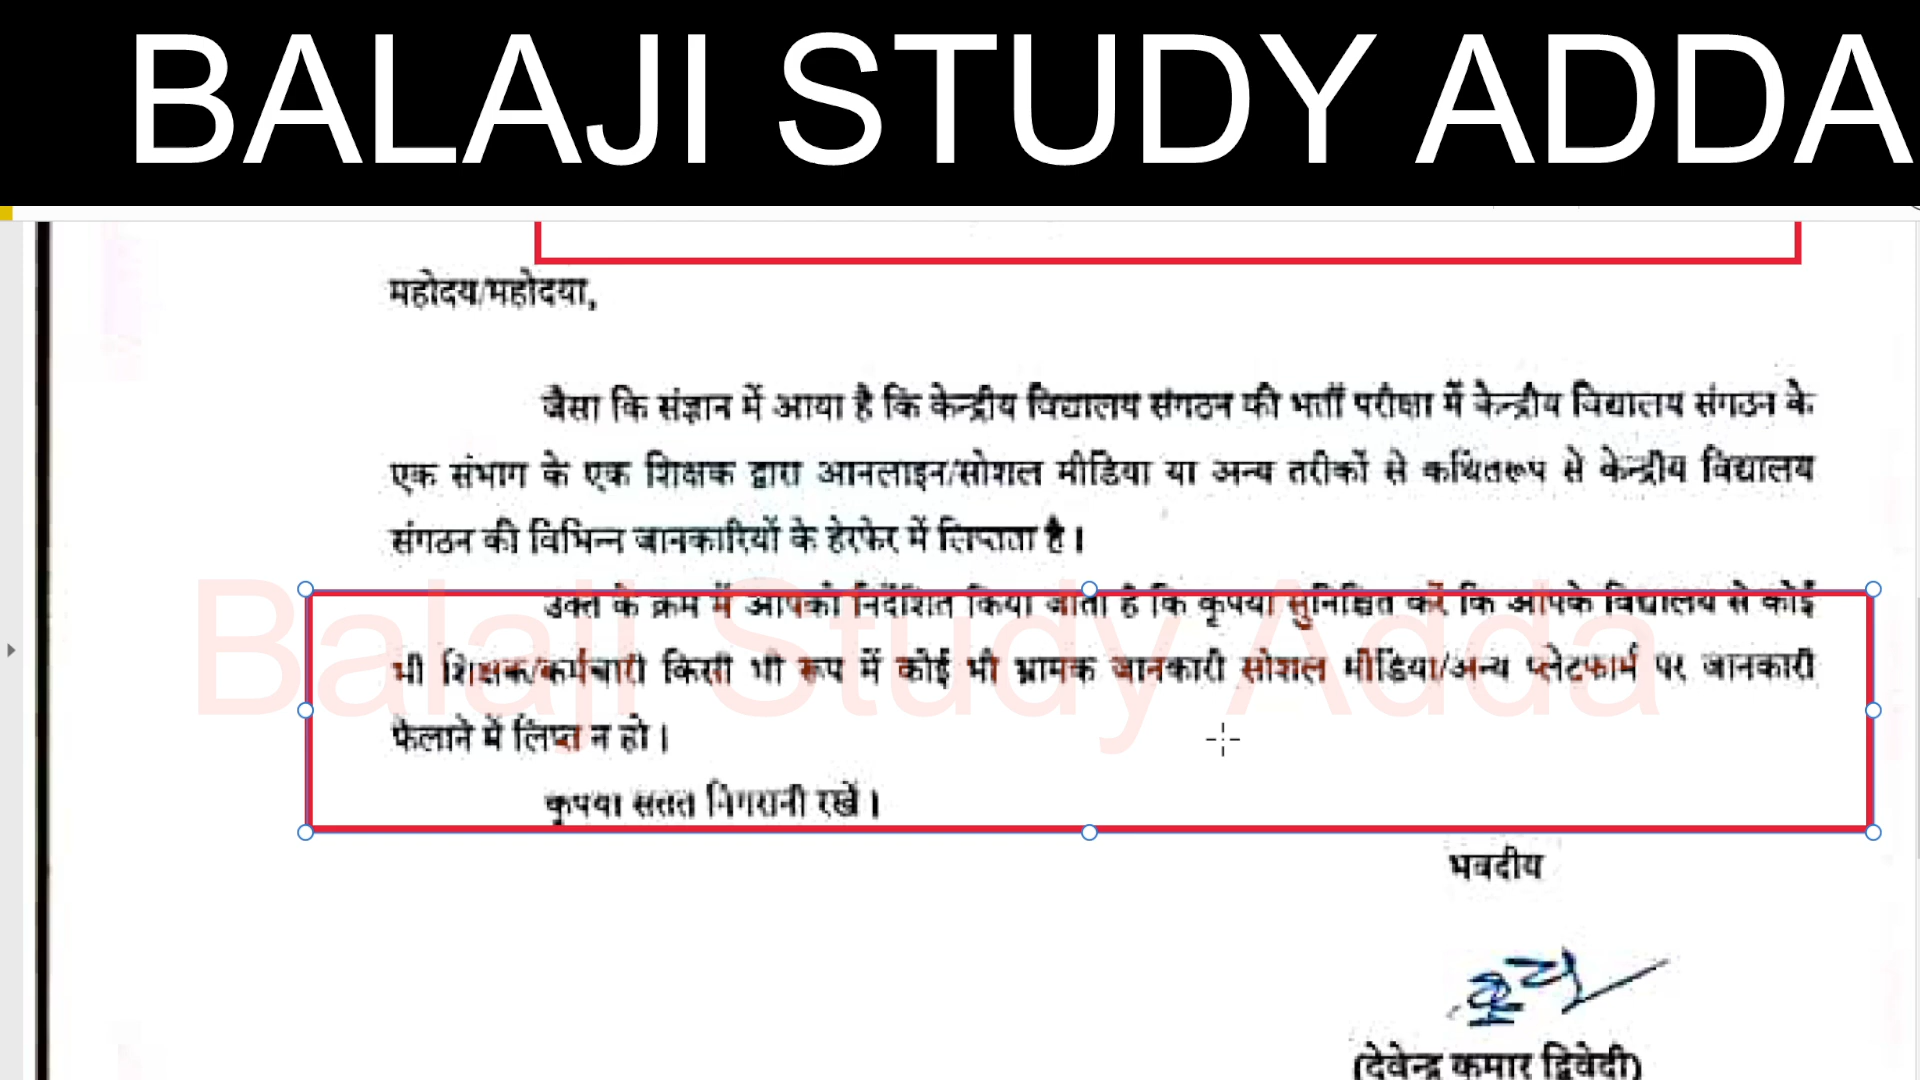 BALAJI STUDY ADDA
महोदय/महोदया,
जैसा कि संज्ञान में आया है कि केन्द्रीय विद्यालय संगठन की भर्ती परीक्षा में केन्द्रीय विद्यालय संगठन के
एक संभाग के एक शिक्षक द्वारा आनलाइन/सोशल मीडिया या अन्य तरीकों से कथितरूप से केन्द्रीय विद्यालय
संगठन की विभिन्न जानकारियों के हेरफेर में लिप्तता है।
उक्त के क्रम में आपको निर्देशित किया जाता है कि कृपया सुनिश्चित करें कि आपके विद्यालय से कोई
भी शिक्षक/कर्मचारी किसी भी रूप में कोई भी भ्रामक जानकारी सोशल मीडिया/अन्य प्लेटफार्म पर जानकारी
फैलाने में लिप्त न हो।
Balaji Study Adda
कृपया सतत निगरानी रखें।
भवदीय
(देवेन्द्र कुमार द्विवेदी)